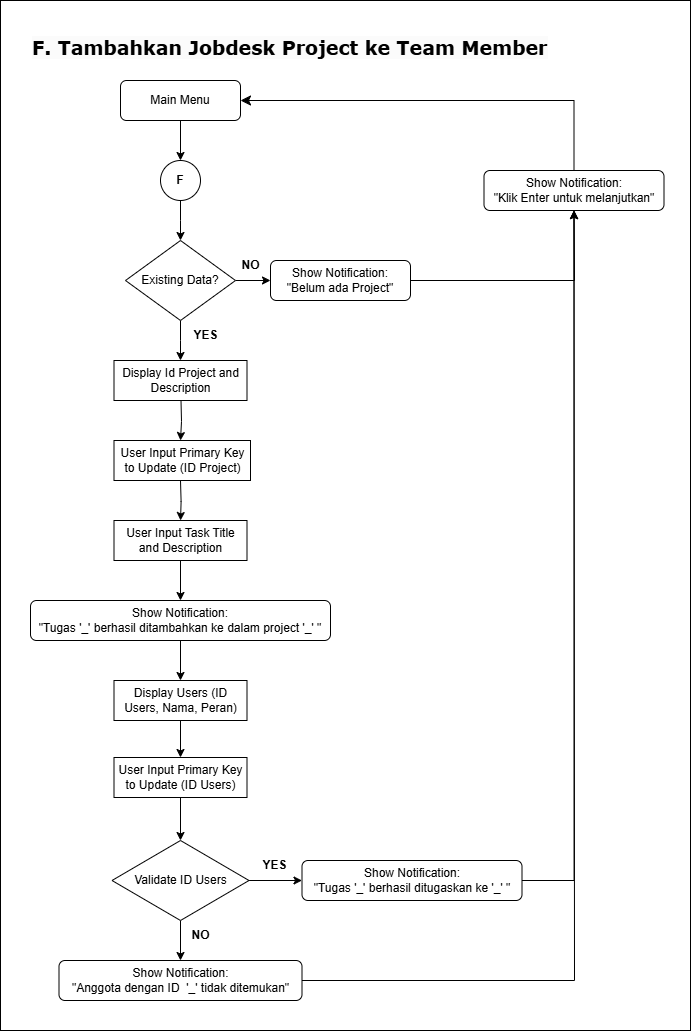 F. Tambahkan Jobdesk Project ke Team Member
Main Menu
F
Show Notification:
"Klik Enter untuk melanjutkan"
Existing Data?
NO
Show Notification:
"Belum ada Project"
YES
Display Id Project and
Description
User Input Primary Key
to Update (ID Project)
User Input Task Title
and Description
Show Notification:
"Tugas '_' berhasil ditambahkan ke dalam project '_' "
Display Users (ID
Users, Nama, Peran)
User Input Primary Key
to Update (ID Users)
Validate ID Users
YES
Show Notification:
"Tugas '_' berhasil ditugaskan ke '_' "
NO
Show Notification:
"Anggota dengan ID  '_' tidak ditemukan"